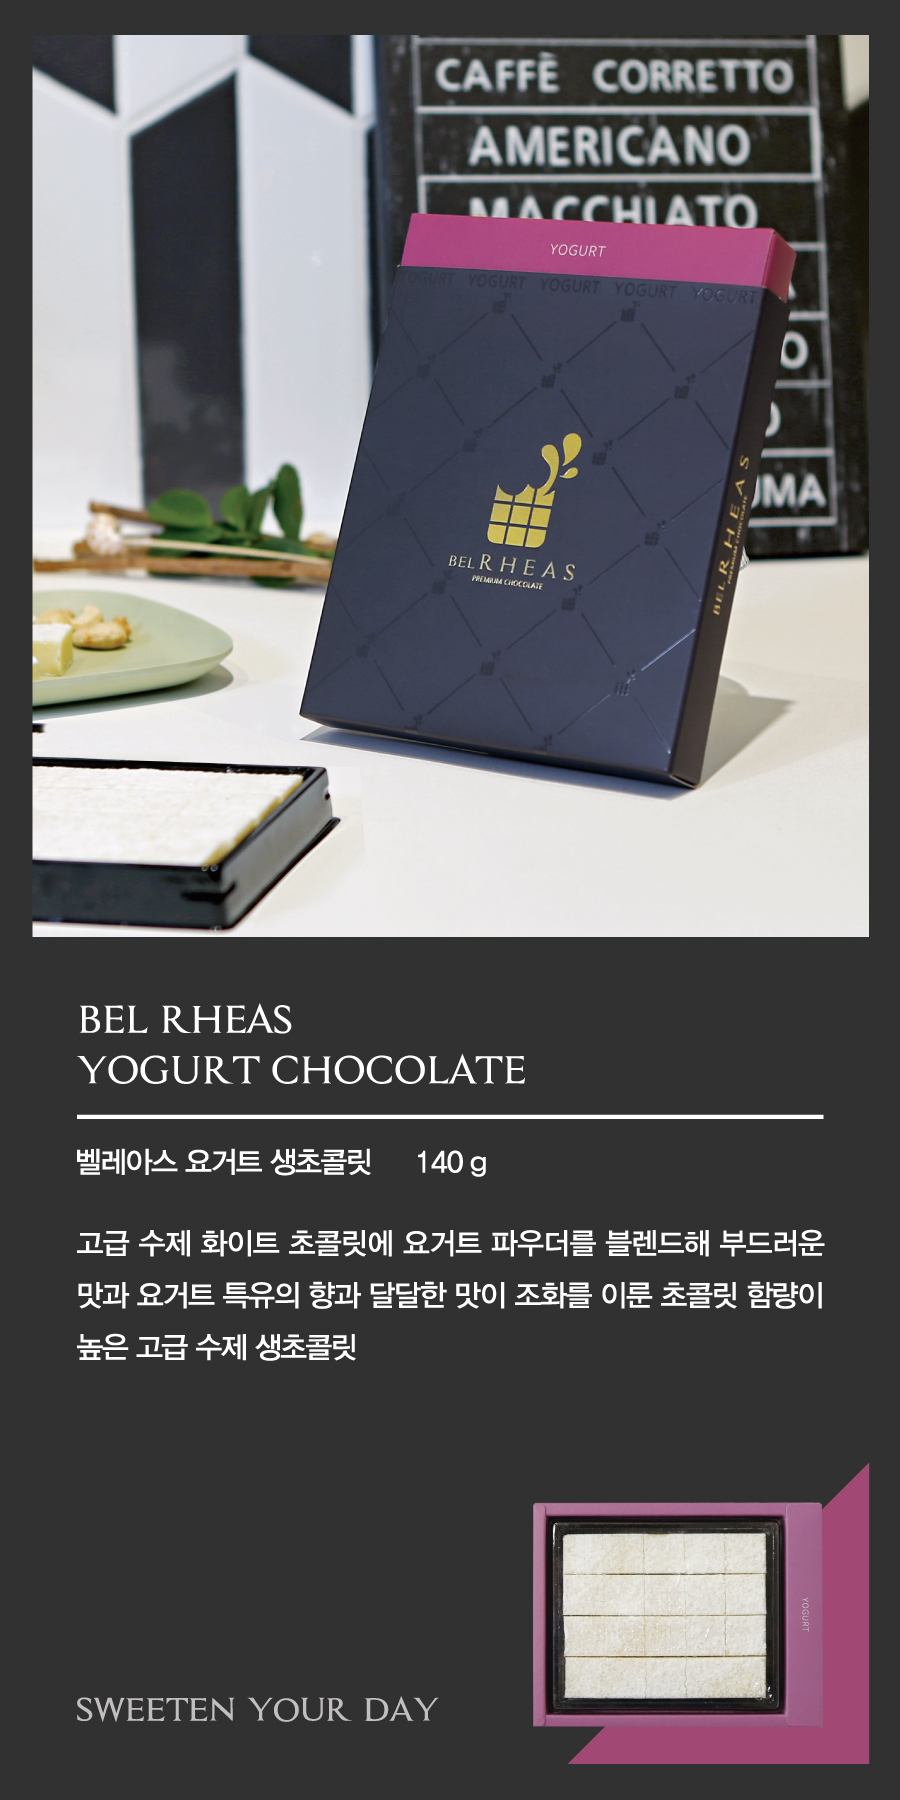 CAFFÈ CORRETTO
AMERICANO
MACCHIATO
YOGURT
YOGURT YOGURT YOGURT YOGURT YOGURT
BEL RHEAS
PREMIUM CHOCOLATE
BEL RHEAS
PREMIUM CHOCOLATE
BEL RHEAS
YOGURT CHOCOLATE
벨레아스 요거트 생초콜릿 140 g
고급 수제 화이트 초콜릿에 요거트 파우더를 블렌드해 부드러운
맛과 요거트 특유의 향과 달달한 맛이 조화를 이룬 초콜릿 함량이
높은 고급 수제 생초콜릿
YOGURT
SWEETEN YOUR DAY